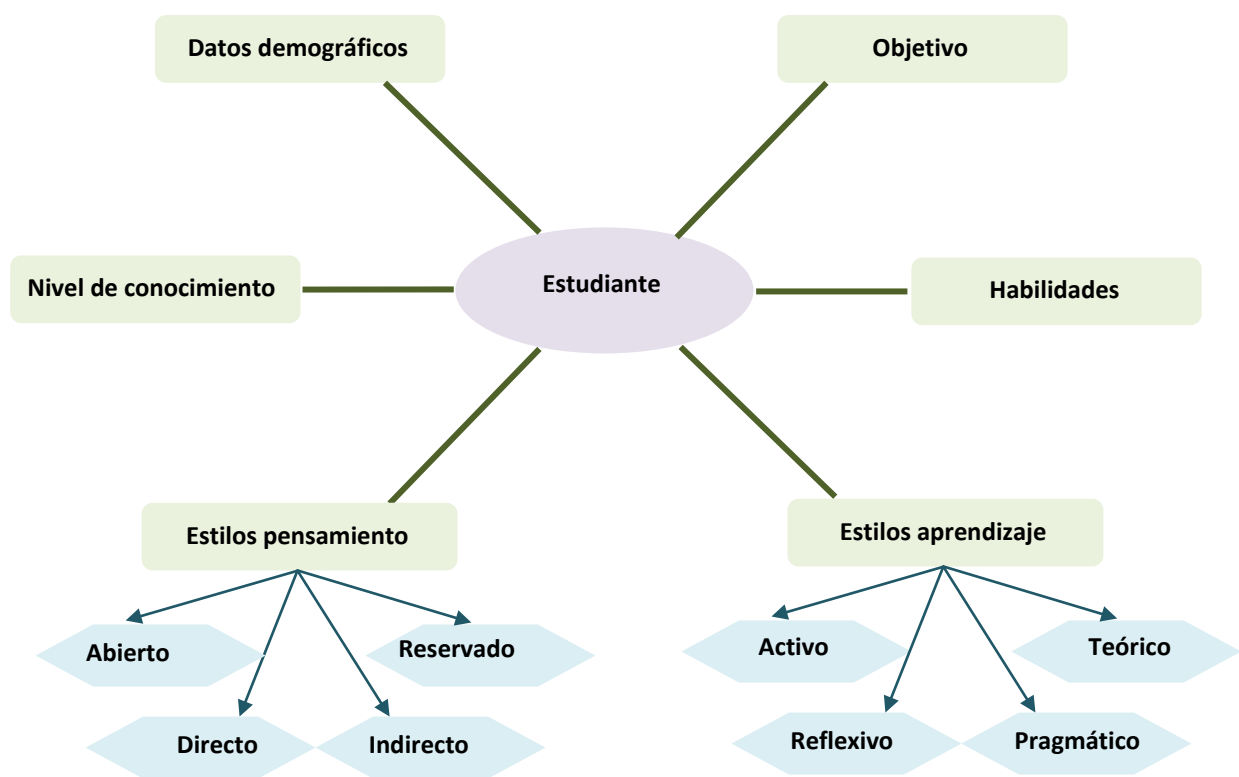 Datos demográficos
Objetivo
Estudiante
Nivel de conocimiento
Habilidades
Estilos pensamiento
Estilos aprendizaje
Abierto
Reservado
Directo
Indirecto
Activo
Teórico
Reflexivo
Pragmático